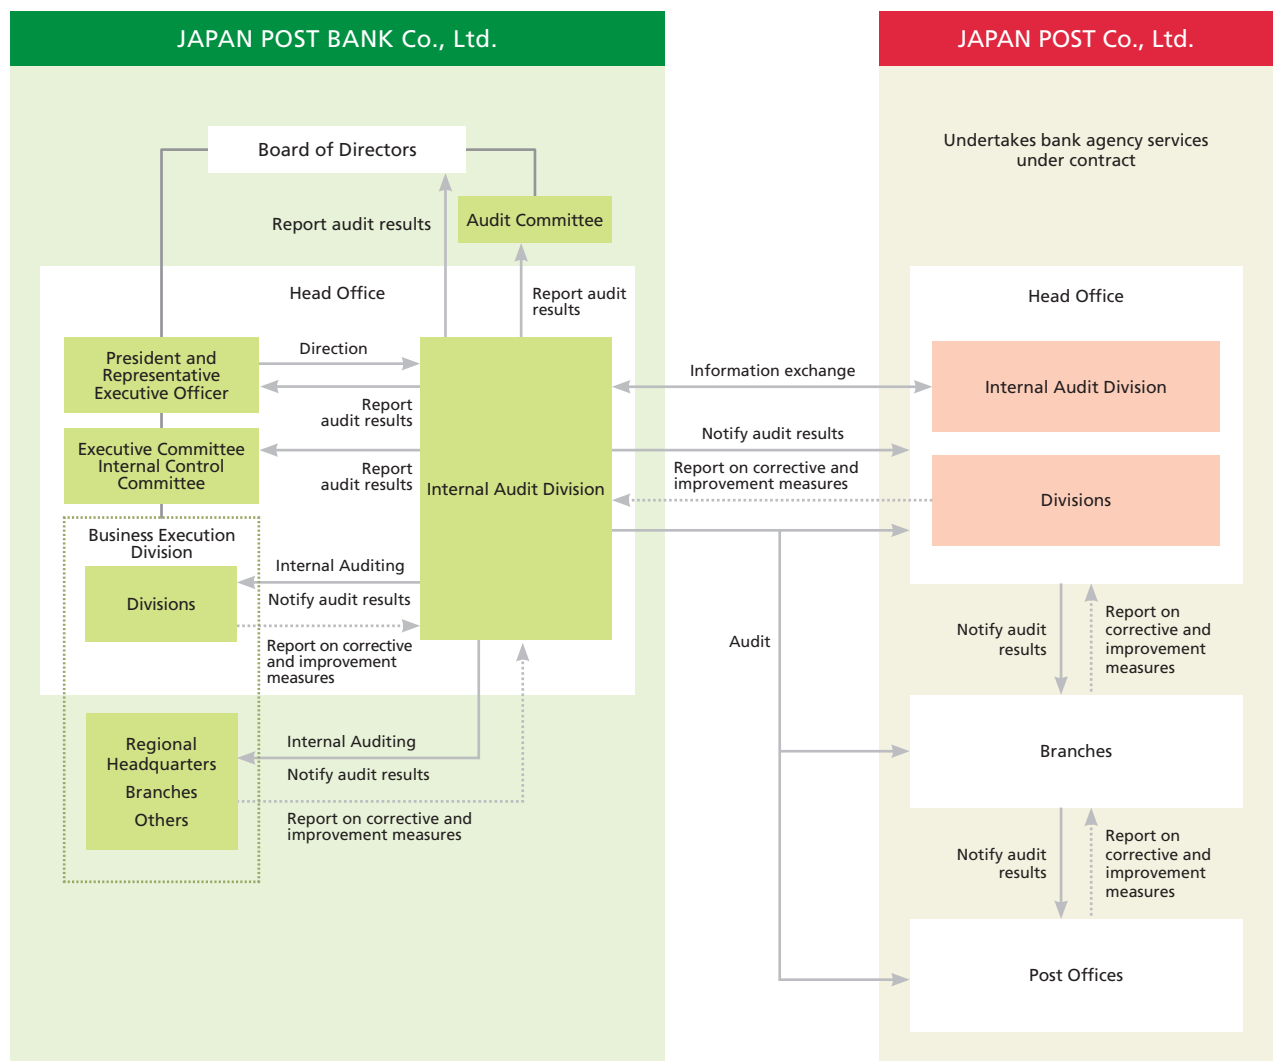 JAPAN POST BANK Co., Ltd.
Board of Directors
Audit Committee
Report audit results
Head Office
Report audit
results
President and
Representative
Executive Officer
Direction
Report
audit results
Executive Committee
Internal Control
Committee
Report
audit results
Internal Audit Division
Business Execution
Division
Divisions
Internal Auditing
Notify audit results
Report on corrective
and improvement
measures
Regional
Headquarters
Branches
Others
Internal Auditing
Notify audit results
Report on corrective and
improvement measures
Information exchange
Notify audit results
Report on corrective and
improvement measures
Audit
JAPAN POST Co., Ltd.
Undertakes bank agency services
under contract
Head Office
Internal Audit Division
Divisions
Notify audit
results
Report on
corrective and
improvement
measures
Branches
Notify audit
results
Report on
corrective and
improvement
measures
Post Offices